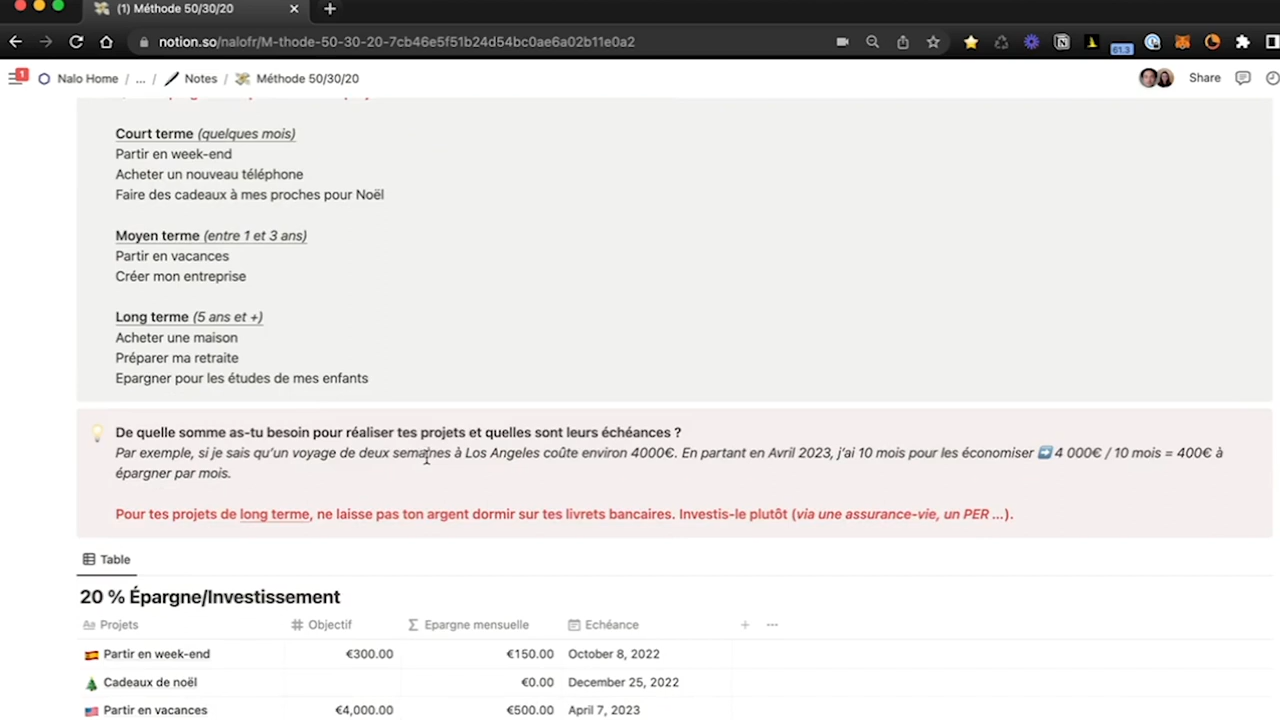 (1) Méthode 50/30/20
notion.so/nalofr/M-thode-50-30-20-7cb46e5f51b24d54bc0ae6a02b11e0a2
61.3
1
Nalo Home / ... / Notes / Méthode 50/30/20
Share
Court terme (quelques mois)
Partir en week-end
Acheter un nouveau téléphone
Faire des cadeaux à mes proches pour Noël
Moyen terme (entre 1 et 3 ans)
Partir en vacances
Créer mon entreprise
Long terme (5 ans et +)
Acheter une maison
Préparer ma retraite
Epargner pour les études de mes enfants
De quelle somme as-tu besoin pour réaliser tes projets et quelles sont leurs échéances ?
Par exemple, si je sais qu'un voyage de deux semaines à Los Angeles coûte environ 4000€. En partant en Avril 2023, j'ai 10 mois pour les économiser ➡️ 4 000€ / 10 mois = 400€ à
épargner par mois.
Pour tes projets de long terme, ne laisse pas ton argent dormir sur tes livrets bancaires. Investis-le plutôt (via une assurance-vie, un PER ...).
Table
20 % Épargne/Investissement
Aa Projets # Objectif Σ Epargne mensuelle Echéance + ...
Partir en week-end €300.00 €150.00 October 8, 2022
Cadeaux de noël €0.00 December 25, 2022
Partir en vacances €4,000.00 €500.00 April 7, 2023